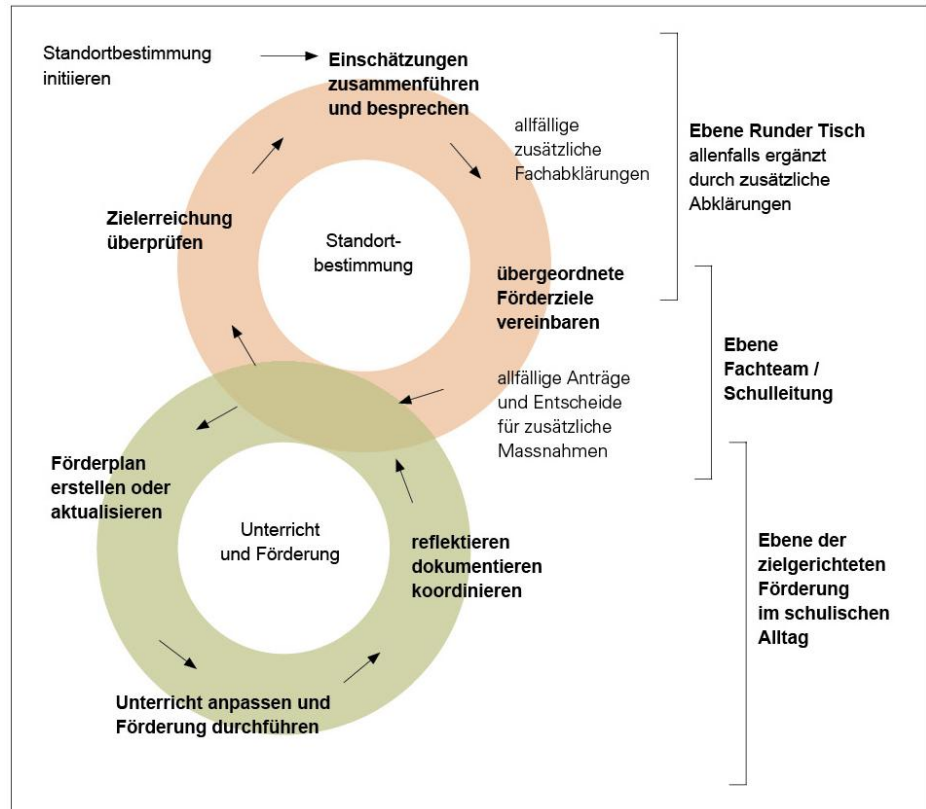 Standortbestimmung
initiieren
Einschätzungen
zusammenführen
und besprechen
allfällige
zusätzliche
Fachabklärungen
Ebene Runder Tisch
allenfalls ergänzt
durch zusätzliche
Abklärungen
Zielerreichung
überprüfen
Standort-
bestimmung
übergeordnete
Förderziele
vereinbaren
Ebene
Fachteam /
Schulleitung
allfällige Anträge
und Entscheide
für zusätzliche
Massnahmen
Förderplan
erstellen oder
aktualisieren
Unterricht
und Förderung
reflektieren
dokumentieren
koordinieren
Ebene der
zielgerichteten
Förderung
im schulischen
Alltag
Unterricht anpassen und
Förderung durchführen